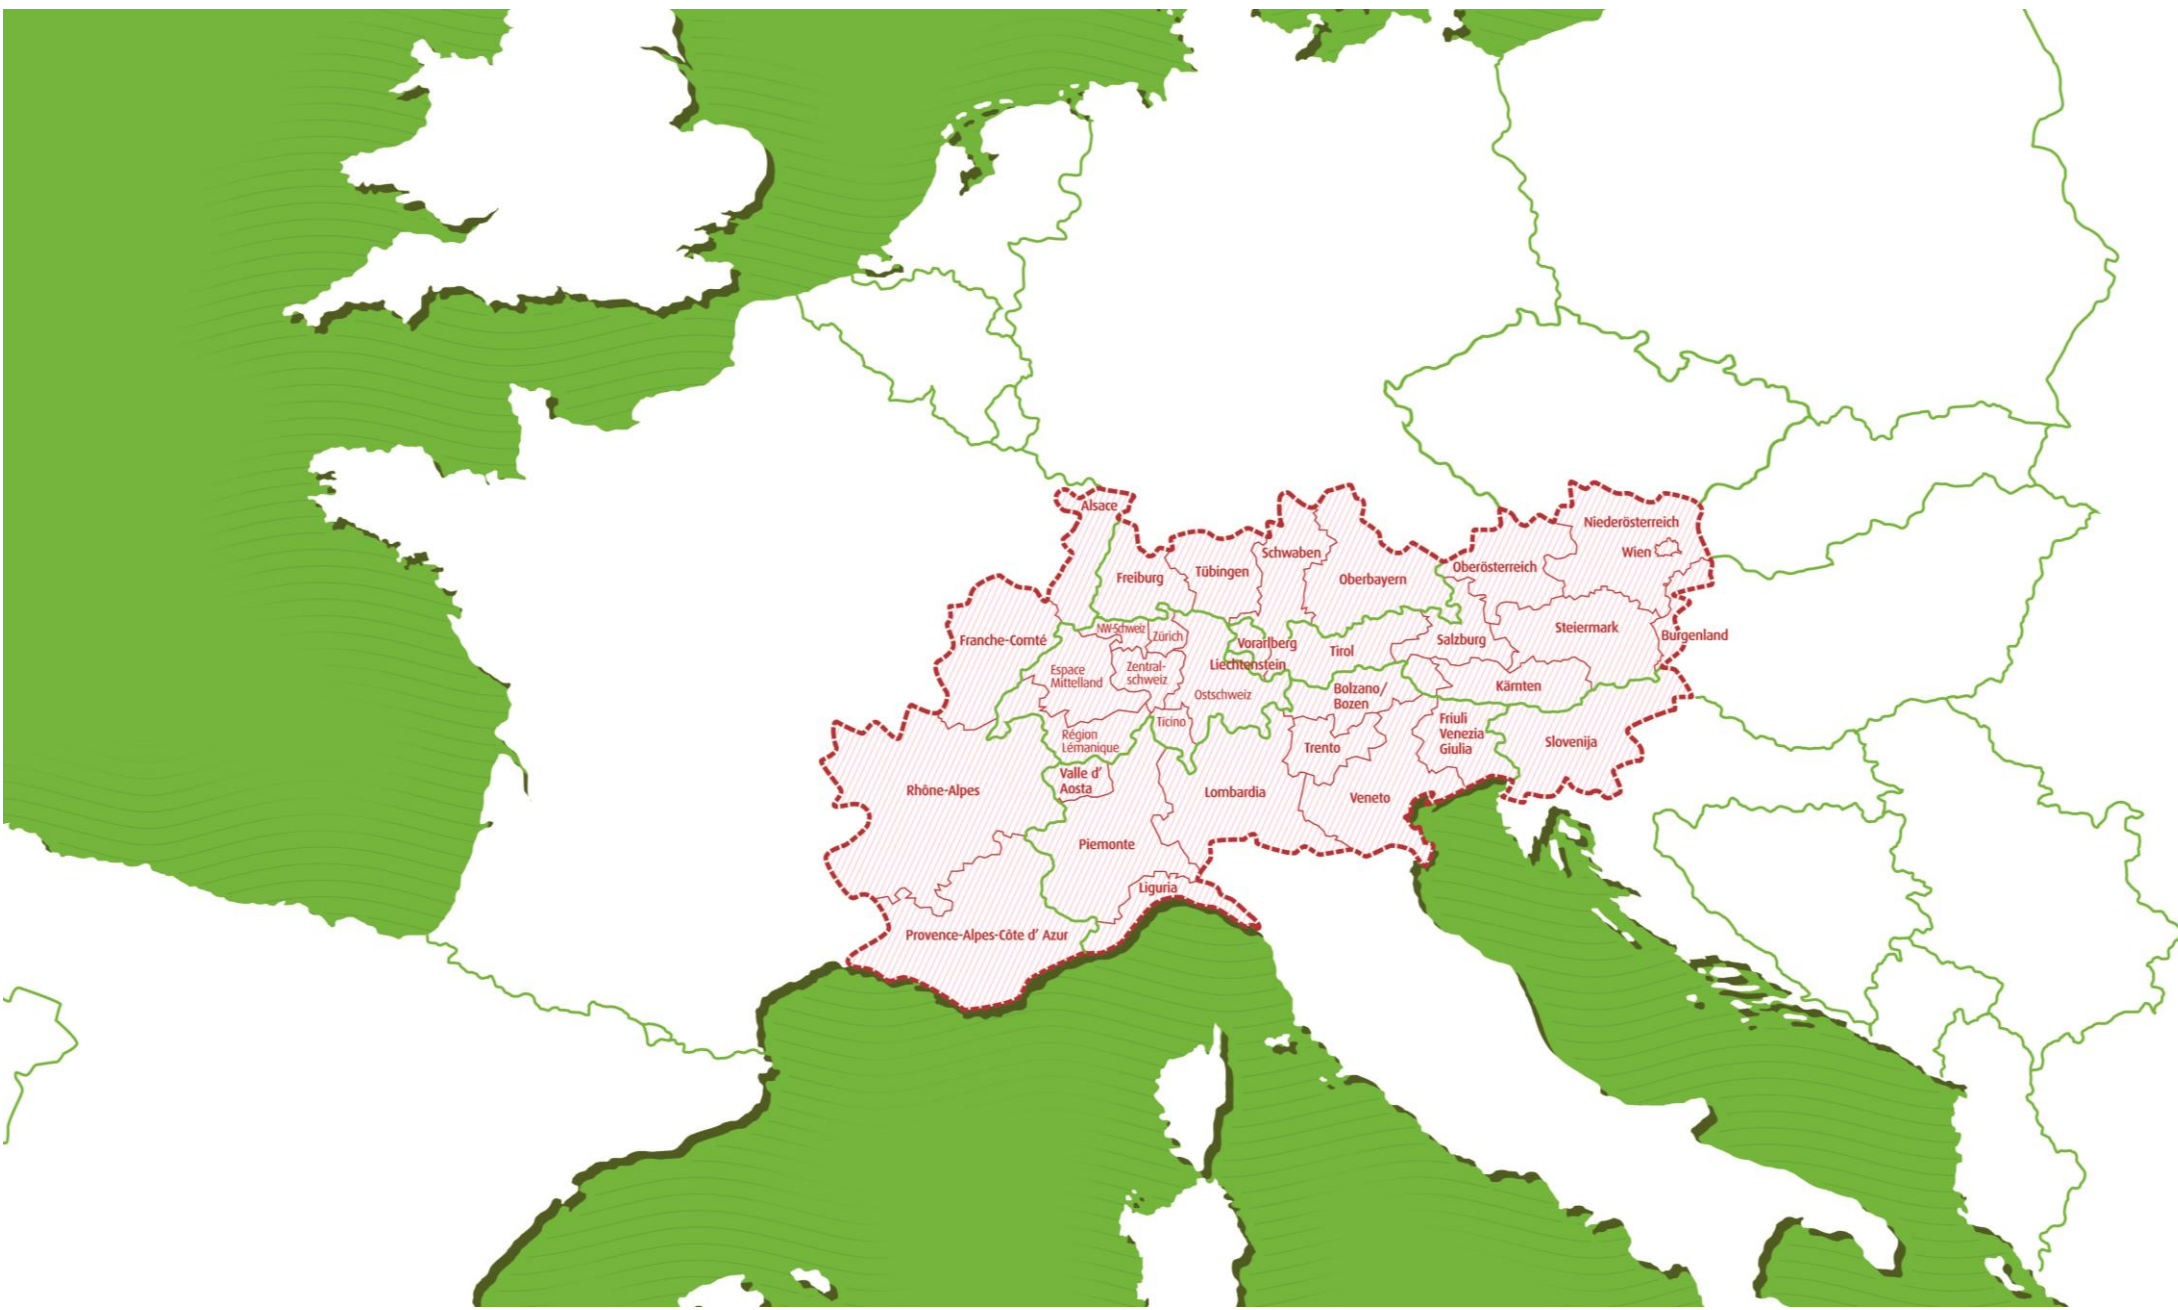 Alsace
Niederösterreich
Wien
Schwaben
Oberösterreich
Tübingen
Freiburg
Oberbayern
NW-Schweiz
Zürich
Steiermark
Burgenland
Franche-Comté
Vorarlberg
Salzburg
Tirol
Liechtenstein
Espace
Mittelland
Zentral-
schweiz
Ostschweiz
Bolzano/
Bozen
Kärnten
Ticino
Friuli
Venezia
Giulia
Région
Lémanique
Trento
Slovenija
Valle d'
Aosta
Rhône-Alpes
Lombardia
Veneto
Piemonte
Liguria
Provence-Alpes-Côte d' Azur